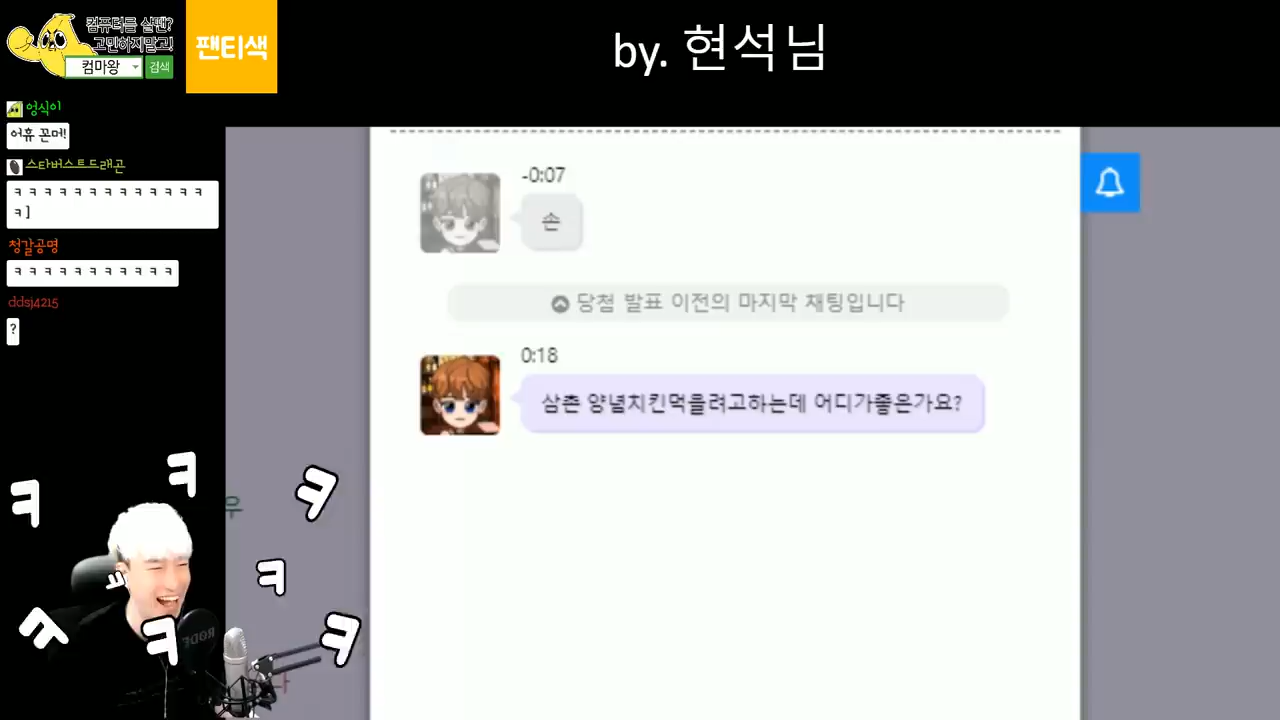 컴퓨터를 살땐?
고민하지말고!
컴마왕
검색
팬티색
by. 현석님
엉식이
어휴 꼰머!
스타버스트드래곤
ㅋ ㅋ ㅋ ㅋ ㅋ ㅋ ㅋ ㅋ ㅋ ㅋ ㅋ ㅋ ㅋ
ㅋ]
청갈공명
ㅋ ㅋ ㅋ ㅋ ㅋ ㅋ ㅋ ㅋ ㅋ ㅋ ㅋ
ddsj4215
?
-0:07
손
당첨 발표 이전의 마지막 채팅입니다
0:18
삼촌 양념치킨먹을려고하는데 어디가좋은가요?
ㅋ
ㅋ
ㅋ
우
ㅋ
ㅋ
ㅋ
ㅋ
ㅋ
RØDE
다